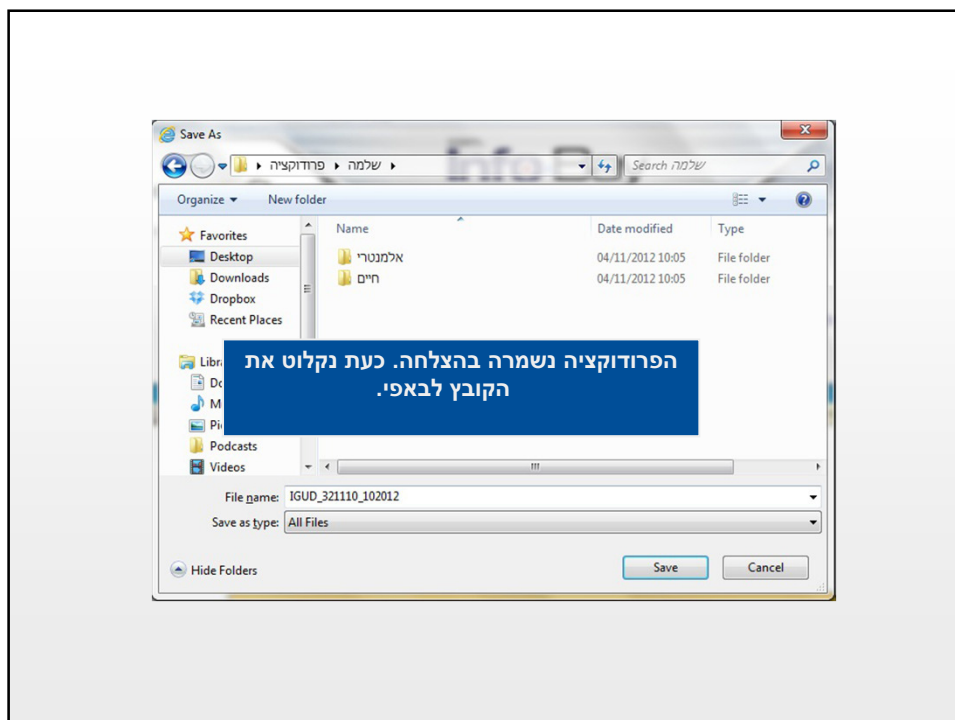 Save As
פרודוקציה ▸ שלמה ▸
Search שלמה
Organize New folder
Name Date modified Type
Favorites
Desktop
Downloads
Dropbox
Recent Places
אלמנטרי 04/11/2012 10:05 File folder
חיים 04/11/2012 10:05 File folder
הפרודוקציה נשמרה בהצלחה. כעת נקלוט את
הקובץ לבאפי.
Podcasts
Videos
File name: IGUD_321110_102012
Save as type: All Files
Hide Folders Save Cancel